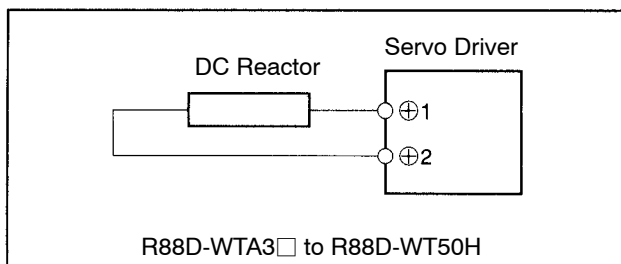 Servo Driver
DC Reactor
⊕1
⊕2
R88D-WTA3□ to R88D-WT50H